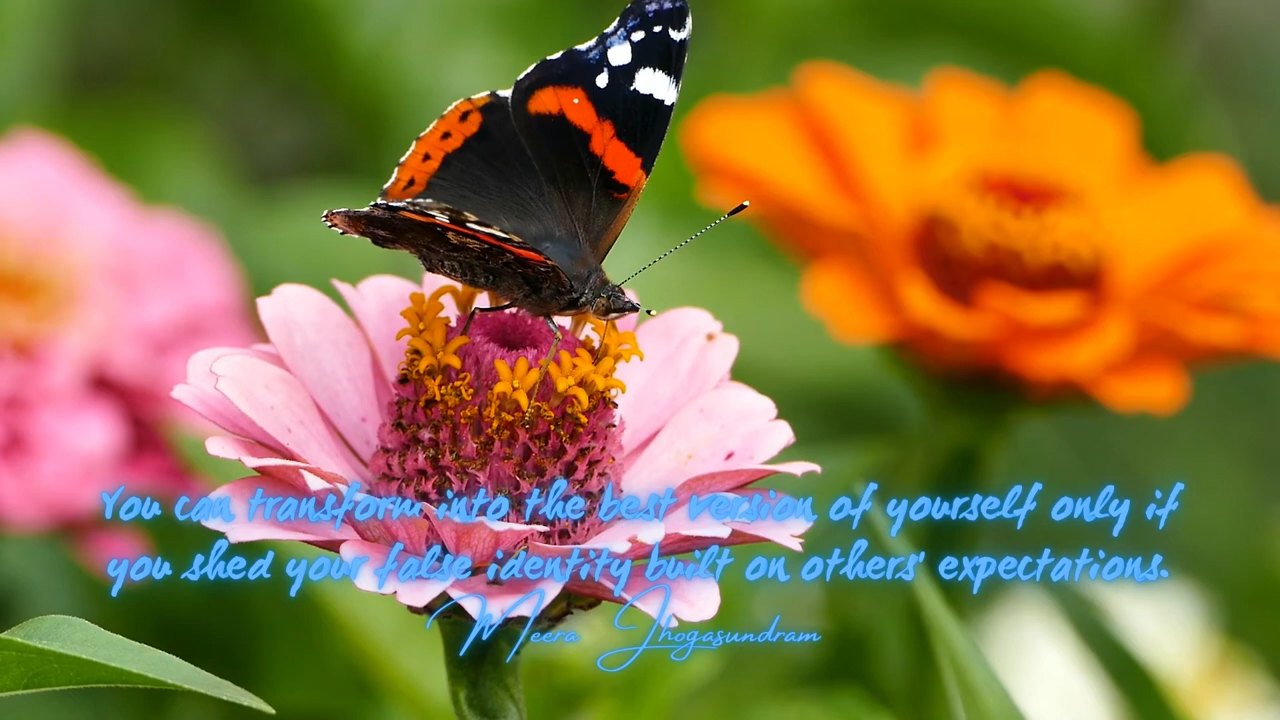 You can transform into the best version of yourself only if
you shed your false identity built on others' expectations.
Meera Jhogasundram